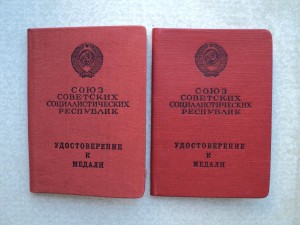 СОЮЗ
СОВЕТСКИХ
СОЦИАЛИСТИЧЕСКИХ
РЕСПУБЛИК
УДОСТОВЕРЕНИЕ
К
МЕДАЛИ
СОЮЗ
СОВЕТСКИХ
СОЦИАЛИСТИЧЕСКИХ
РЕСПУБЛИК
УДОСТОВЕРЕНИЕ
К
МЕДАЛИ